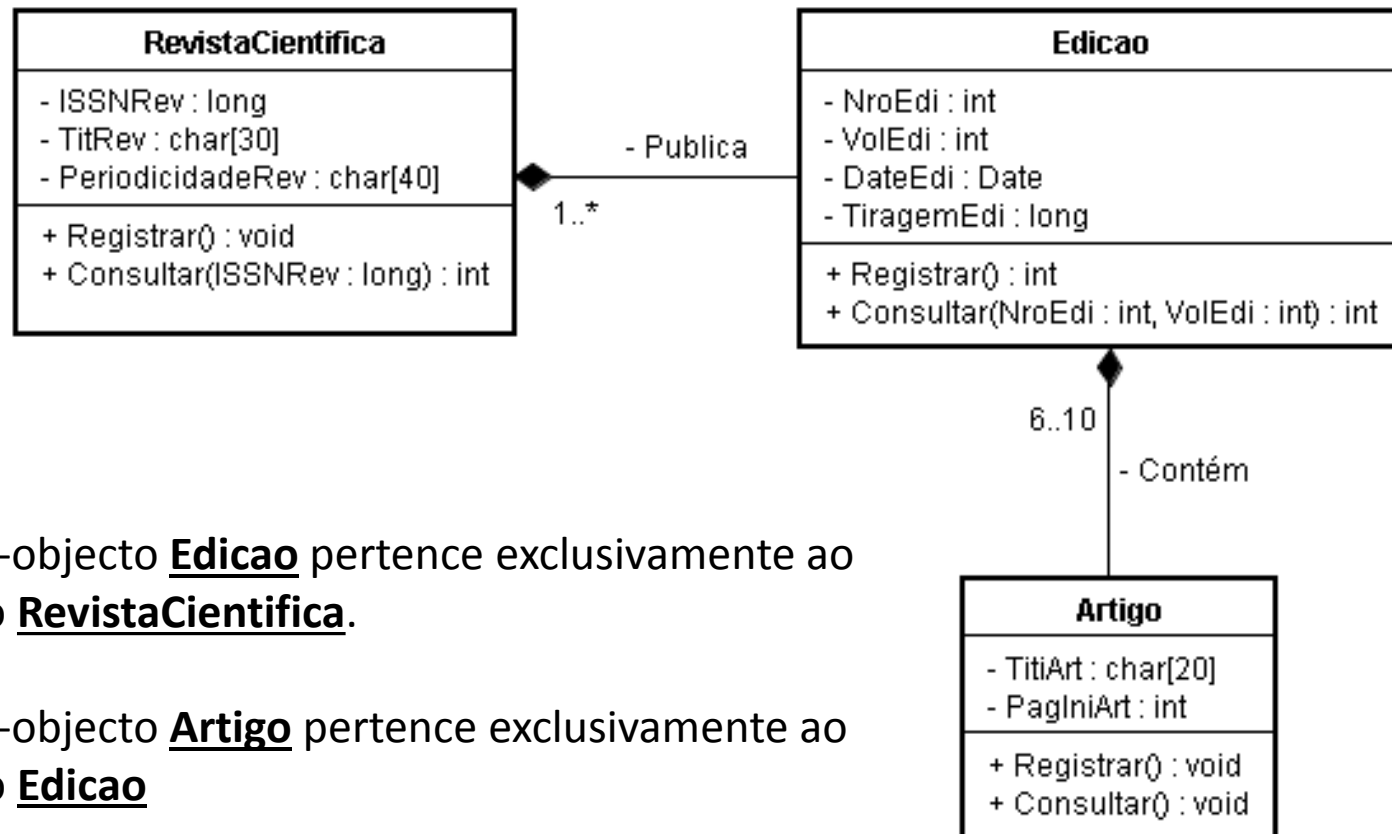 RevistaCientifica
- ISSNRev : long
- TitRev : char[30]
- PeriodicidadeRev : char[40]
+ Registrar() : void
+ Consultar(ISSNRev : long) : int
- Publica
1..*
Edicao
- NroEdi : int
- VolEdi : int
- DateEdi : Date
- TiragemEdi : long
+ Registrar() : int
+ Consultar(NroEdi : int, VolEdi : int) : int
6..10
- Contém
-objecto Edicao pertence exclusivamente ao
o RevistaCientifica.
-objecto Artigo pertence exclusivamente ao
o Edicao
Artigo
- TitiArt : char[20]
- PagIniArt : int
+ Registrar() : void
+ Consultar() : void